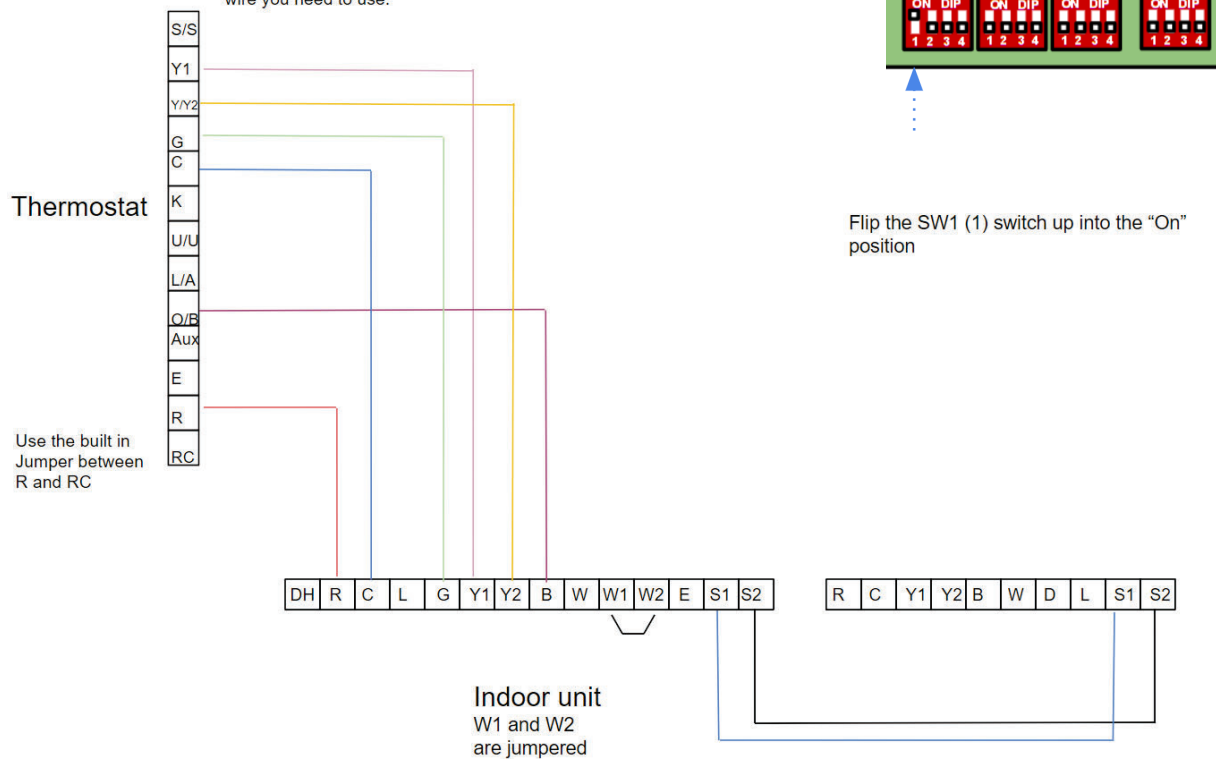 wire you need to use.
S/S
Y1
Y/Y2
G
C
K
U/U
L/A
O/B
Aux
E
R
RC
Thermostat
Use the built in
Jumper between
R and RC
ON DIP ON DIP ON DIP ON DIP
1 2 3 4 1 2 3 4 1 2 3 4 1 2 3 4
Flip the SW1 (1) switch up into the “On”
position
DH R C L G Y1 Y2 B W W1 W2 E S1 S2
R C Y1 Y2 B W D L S1 S2
Indoor unit
W1 and W2
are jumpered